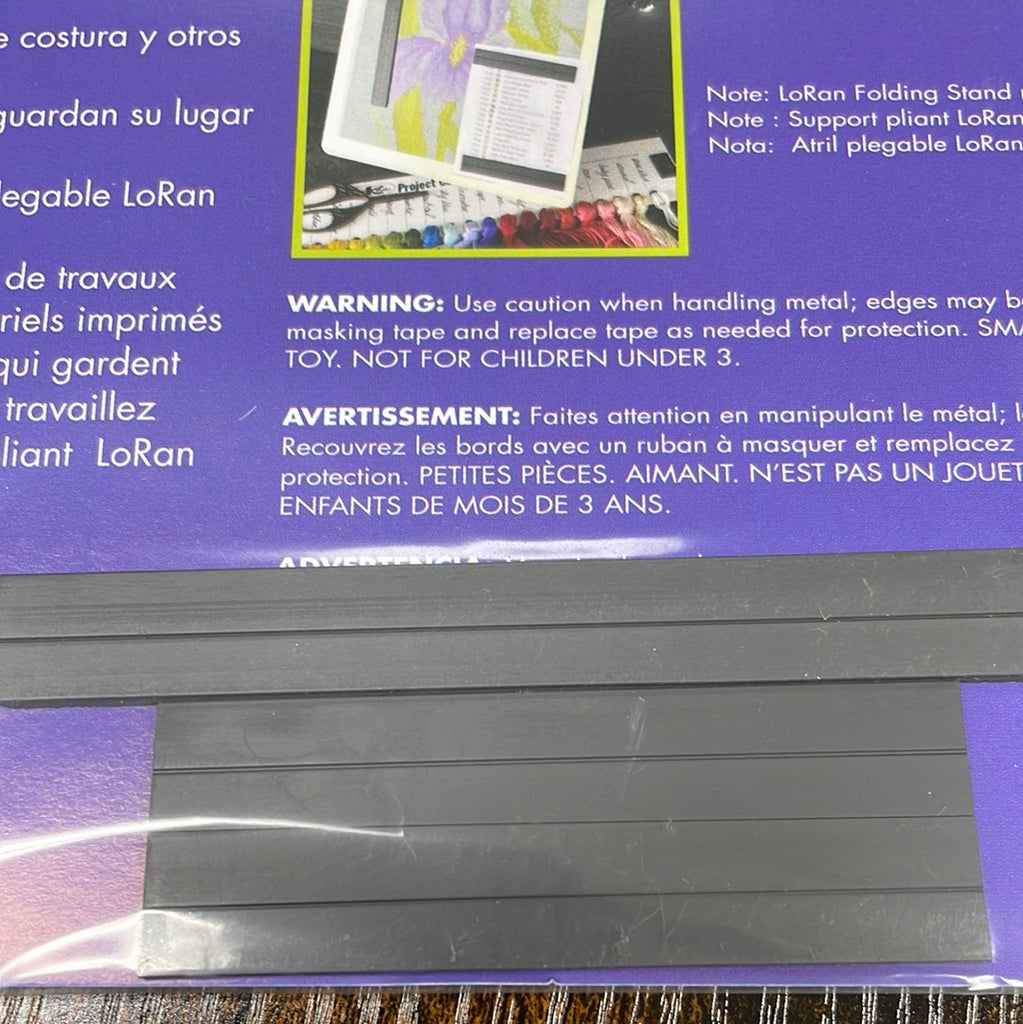 e costura y otros
guardan su lugar
legable LoRan
de travaux
riels imprimés
qui gardent
travaillez
liant LoRan
Project
Note: LoRan Folding Stand
Note : Support pliant LoRan
Nota: Atril plegable LoRan
WARNING: Use caution when handling metal; edges may be
masking tape and replace tape as needed for protection. SMA
TOY. NOT FOR CHILDREN UNDER 3.
AVERTISSEMENT: Faites attention en manipulant le métal; l
Recouvrez les bords avec un ruban à masquer et remplacez
protection. PETITES PIÈCES. AIMANT. N'EST PAS UN JOUET
ENFANTS DE MOIS DE 3 ANS.
ADVERTENCIA: